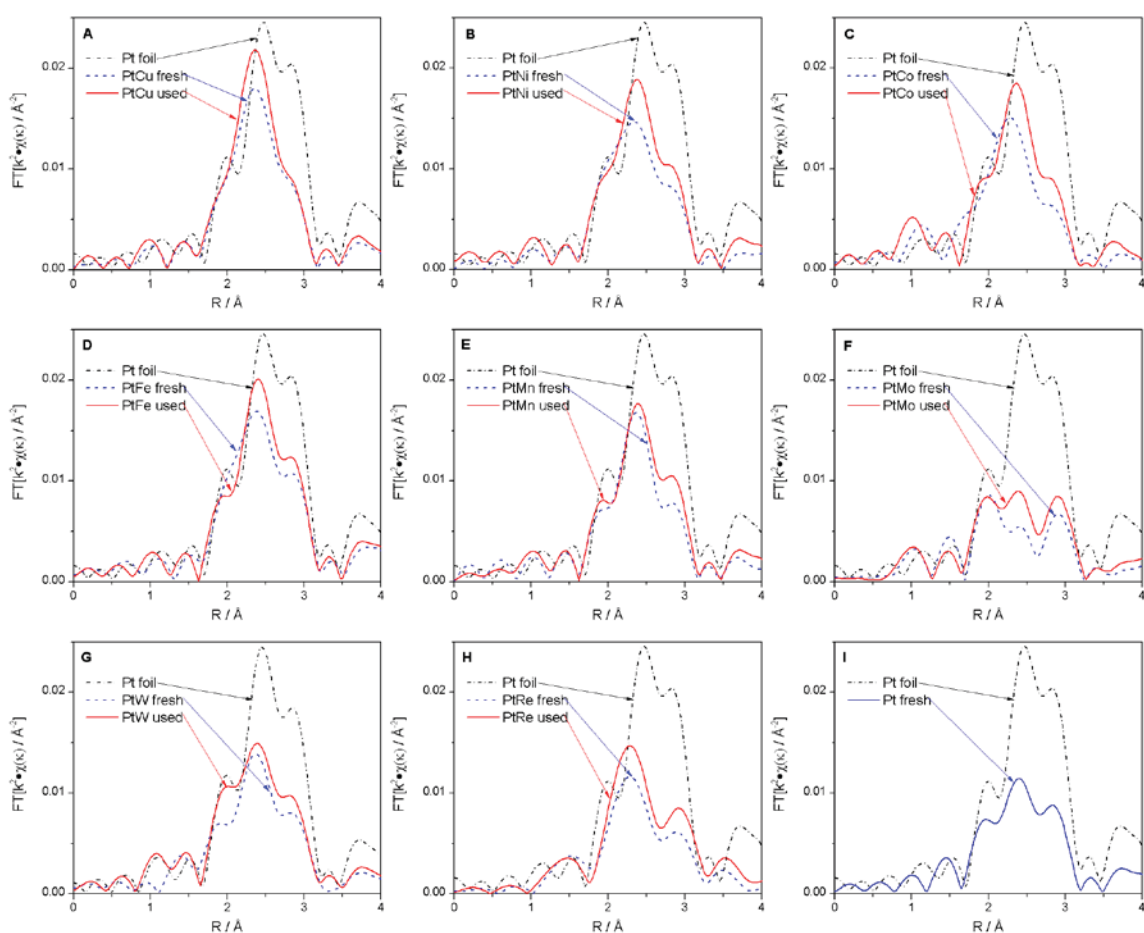 A
Pt foil
PtCu fresh
PtCu used
FT[k²•χ(κ) / Å⁻²]
0.02
0.01
0.00
0 1 2 3 4
R / Å
B
Pt foil
PtNi fresh
PtNi used
FT[k²•χ(κ) / Å⁻²]
0.02
0.01
0.00
0 1 2 3 4
R / Å
C
Pt foil
PtCo fresh
PtCo used
FT[k²•χ(κ) / Å⁻²]
0.02
0.01
0.00
0 1 2 3 4
R / Å
D
Pt foil
PtFe fresh
PtFe used
FT[k²•χ(κ) / Å⁻²]
0.02
0.01
0.00
0 1 2 3 4
R / Å
E
Pt foil
PtMn fresh
PtMn used
FT[k²•χ(κ) / Å⁻²]
0.02
0.01
0.00
0 1 2 3 4
R / Å
F
Pt foil
PtMo fresh
PtMo used
FT[k²•χ(κ) / Å⁻²]
0.02
0.01
0.00
0 1 2 3 4
R / Å
G
Pt foil
PtW fresh
PtW used
FT[k²•χ(κ) / Å⁻²]
0.02
0.01
0.00
0 1 2 3 4
R / Å
H
Pt foil
PtRe fresh
PtRe used
FT[k²•χ(κ) / Å⁻²]
0.02
0.01
0.00
0 1 2 3 4
R / Å
I
Pt foil
Pt fresh
FT[k²•χ(κ) / Å⁻²]
0.02
0.01
0.00
0 1 2 3 4
R / Å